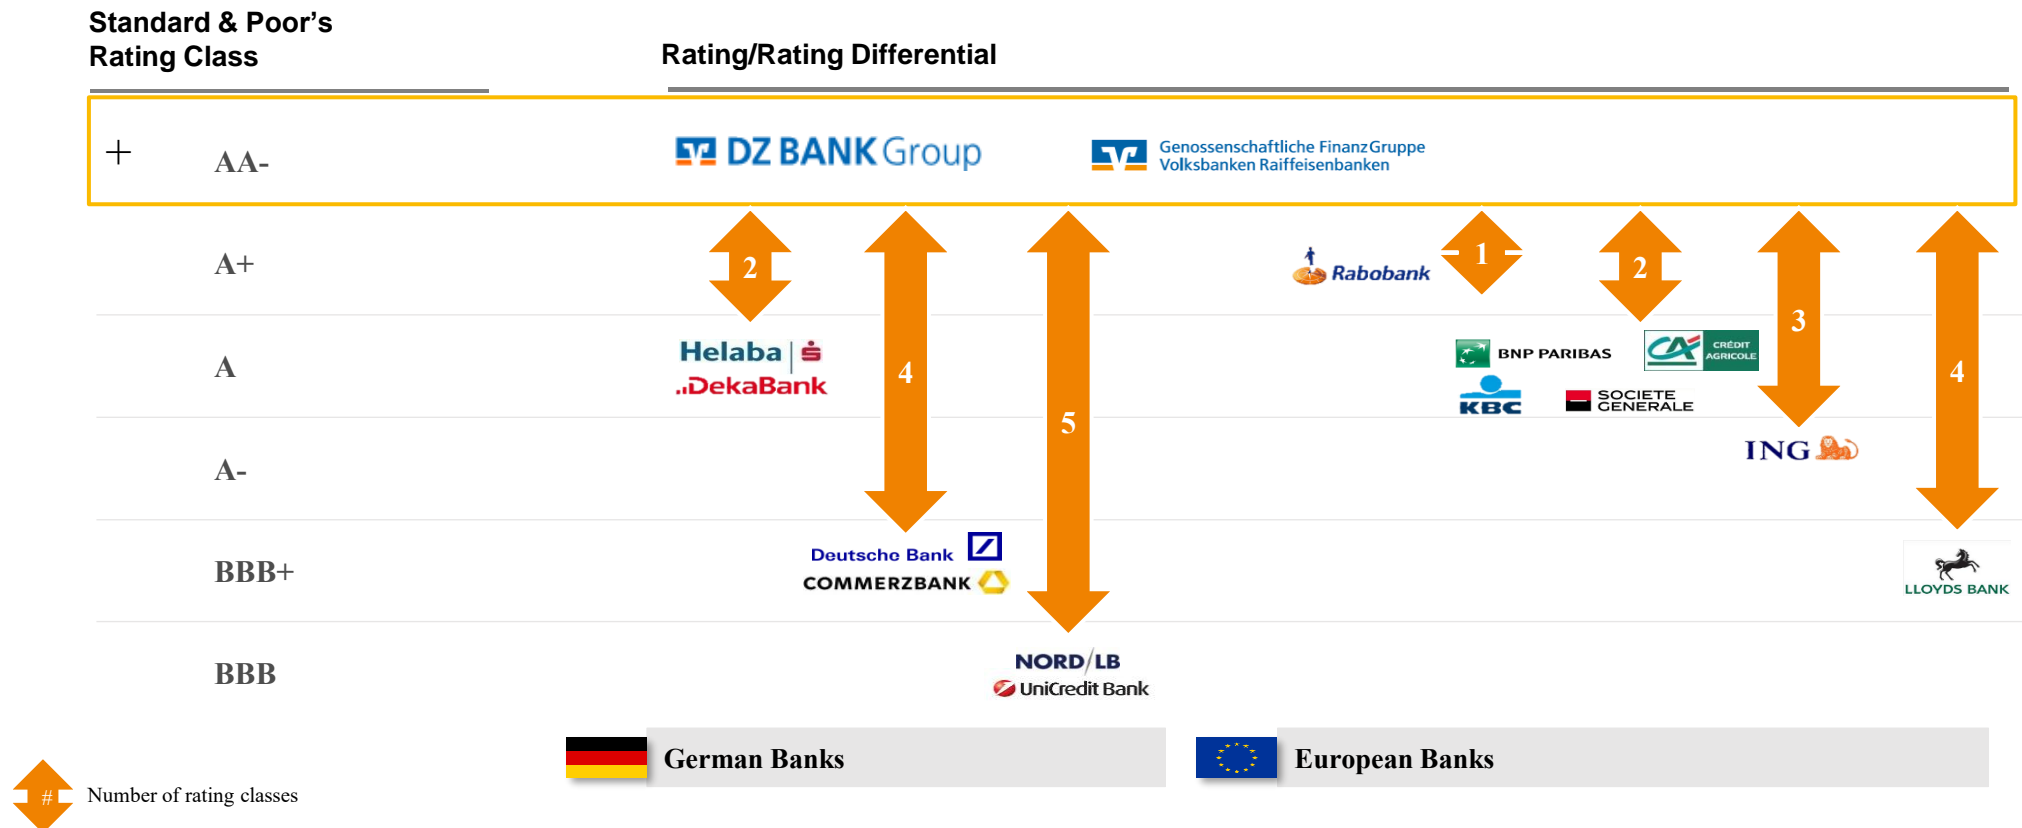 Standard & Poor's
Rating Class
Rating/Rating Differential
+
AA-
DZ BANK Group
Genossenschaftliche FinanzGruppe
Volksbanken Raiffeisenbanken
A+
2
Rabobank
1
2
A
Helaba
DekaBank
4
5
BNP PARIBAS
CRÉDIT
AGRICOLE
KBC
SOCIETE
GENERALE
3
4
A-
ING
BBB+
Deutsche Bank
COMMERZBANK
LLOYDS BANK
BBB
NORD/LB
UniCredit Bank
German Banks
European Banks
# Number of rating classes